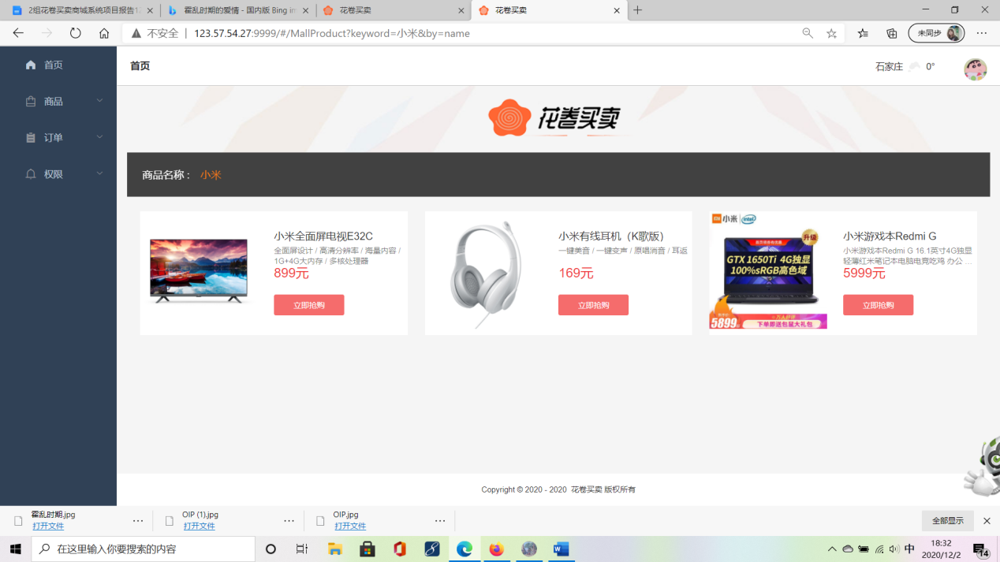 2组花卷买卖商城系统项目报告12
霍乱时期的爱情 - 国内版 Bing im
花卷买卖
花卷买卖
不安全
123.57.54.27:9999/#/MallProduct?keyword=小米&by=name
未同步
首页
商品
订单
权限
首页
石家庄
0°
花卷买卖
商品名称： 小米
小米全面屏电视E32C
全面屏设计 / 高清分辨率 / 海量内容 /
1G+4G大内存 / 多核处理器
899元
立即抢购
小米有线耳机（K歌版）
一键美音 / 一键变声 / 原唱消音 / 耳返
169元
立即抢购
小米 intel
升级
GTX 1650Ti 4G独显
100%sRGB高色域
5899
下单即送包鼠大礼包
小米游戏本Redmi G
小米游戏本Redmi G 16.1英寸4G独显
轻薄红米笔记本电脑电竞吃鸡 办公 ...
5999元
立即抢购
Copyright © 2020 - 2020 花卷买卖 版权所有
霍乱时期.jpg
打开文件
OIP (1).jpg
打开文件
OIP.jpg
打开文件
全部显示
在这里输入你要搜索的内容
中
18:32
2020/12/2
14